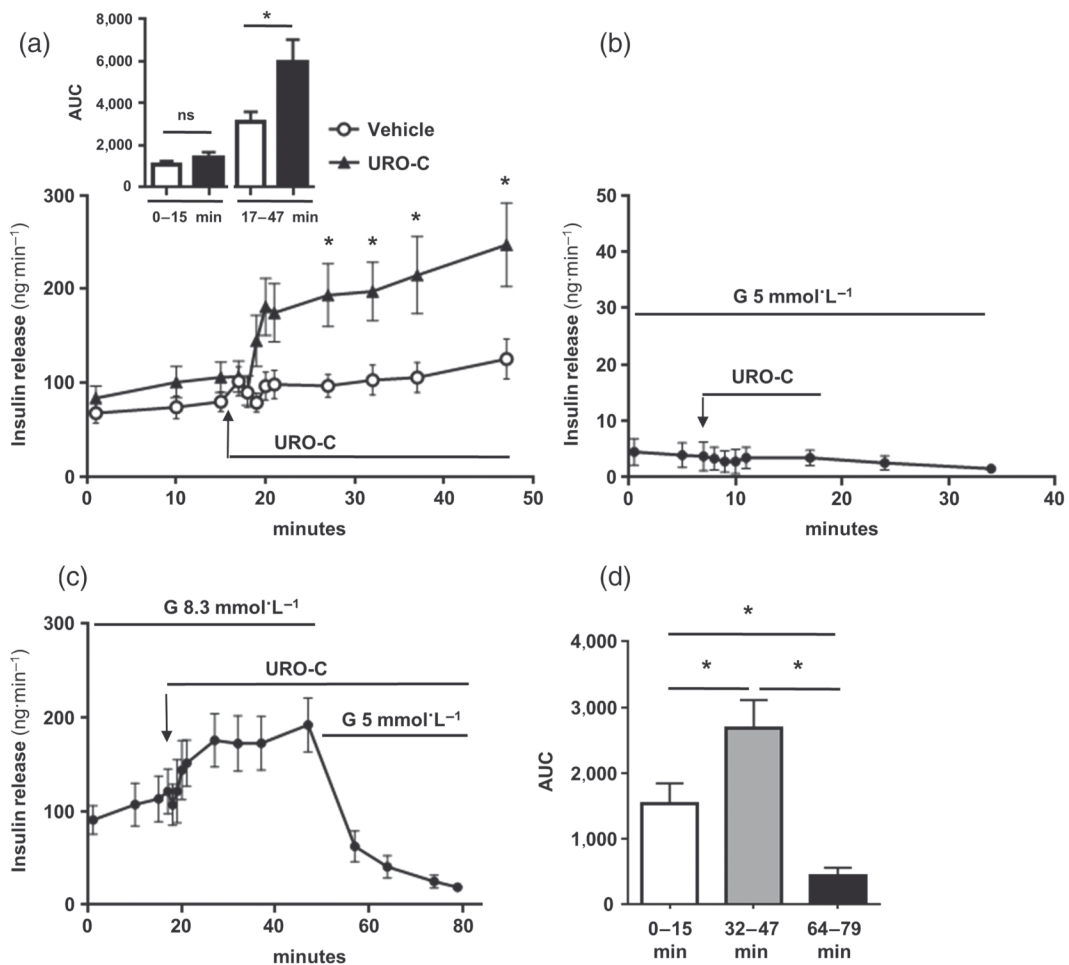 (a)
8,000
6,000
4,000
2,000
0
AUC
ns
*
0–15 min
17–47 min
Vehicle
URO-C
300
200
100
0
Insulin release (ng·min−1)
*
*
*
*
URO-C
0 10 20 30 40 50
minutes
(b)
50
40
30
20
10
5
0
Insulin release (ng·min−1)
G 5 mmol·L−1
URO-C
0 10 20 30 40
minutes
(c)
300
200
100
0
Insulin release (ng·min−1)
G 8.3 mmol·L−1
URO-C
G 5 mmol·L−1
0 20 40 60 80
minutes
(d)
4,000
3,000
2,000
1,000
0
AUC
*
*
*
0–15 min
32–47 min
64–79 min